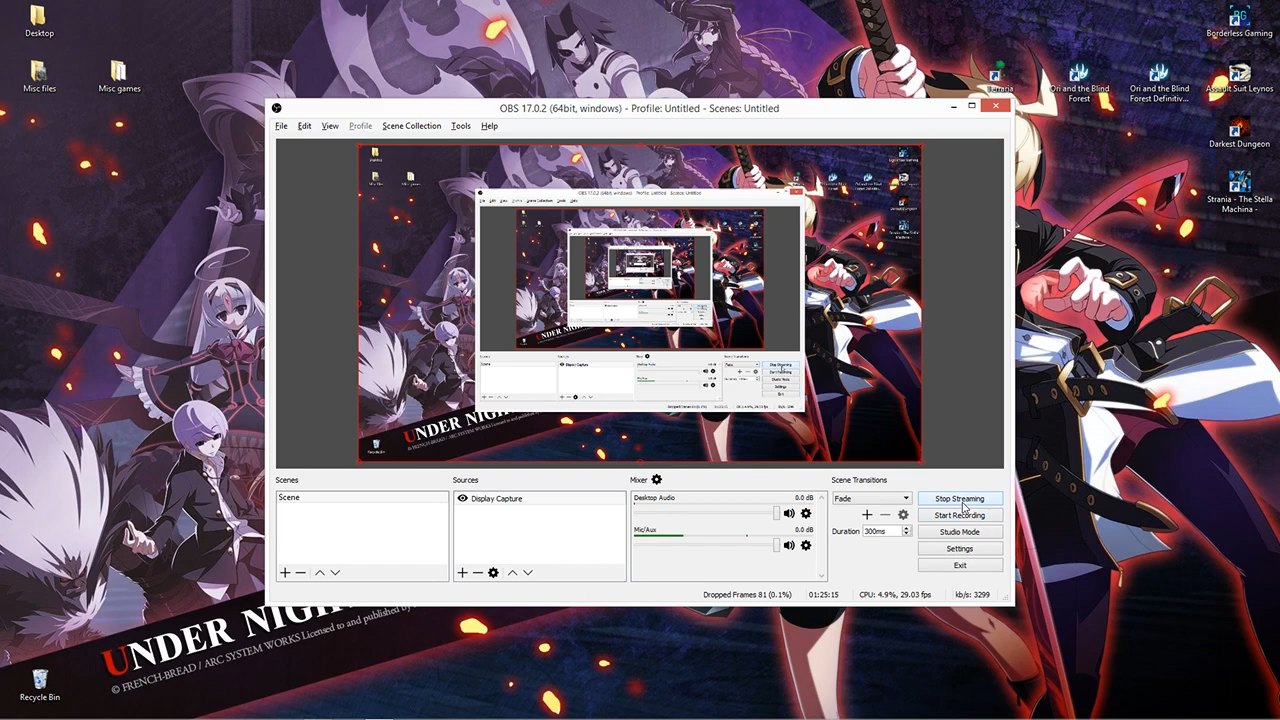 Desktop
Misc files
Misc games
Borderless Gaming
Terraria
Ori and the Blind
Forest
Ori and the Blind
Forest Definitiv...
Assault Suit Leynos
Darkest Dungeon
Strania - The Stella
Machina -
OBS 17.0.2 (64bit, windows) - Profile: Untitled - Scenes: Untitled
File Edit View Profile Scene Collection Tools Help
Scenes
Scene
Sources
Display Capture
Mixer
Desktop Audio 0.0 dB
Mic/Aux 0.0 dB
Scene Transitions
Fade
Duration 300ms
Stop Streaming
Start Recording
Studio Mode
Settings
Exit
Dropped Frames 81 (0.1%) 01:25:15 CPU: 4.9%, 29.03 fps kb/s: 3299
UNDER NIGH
© FRENCH-BREAD / ARC SYSTEM WORKS Licensed to and published by
Recycle Bin